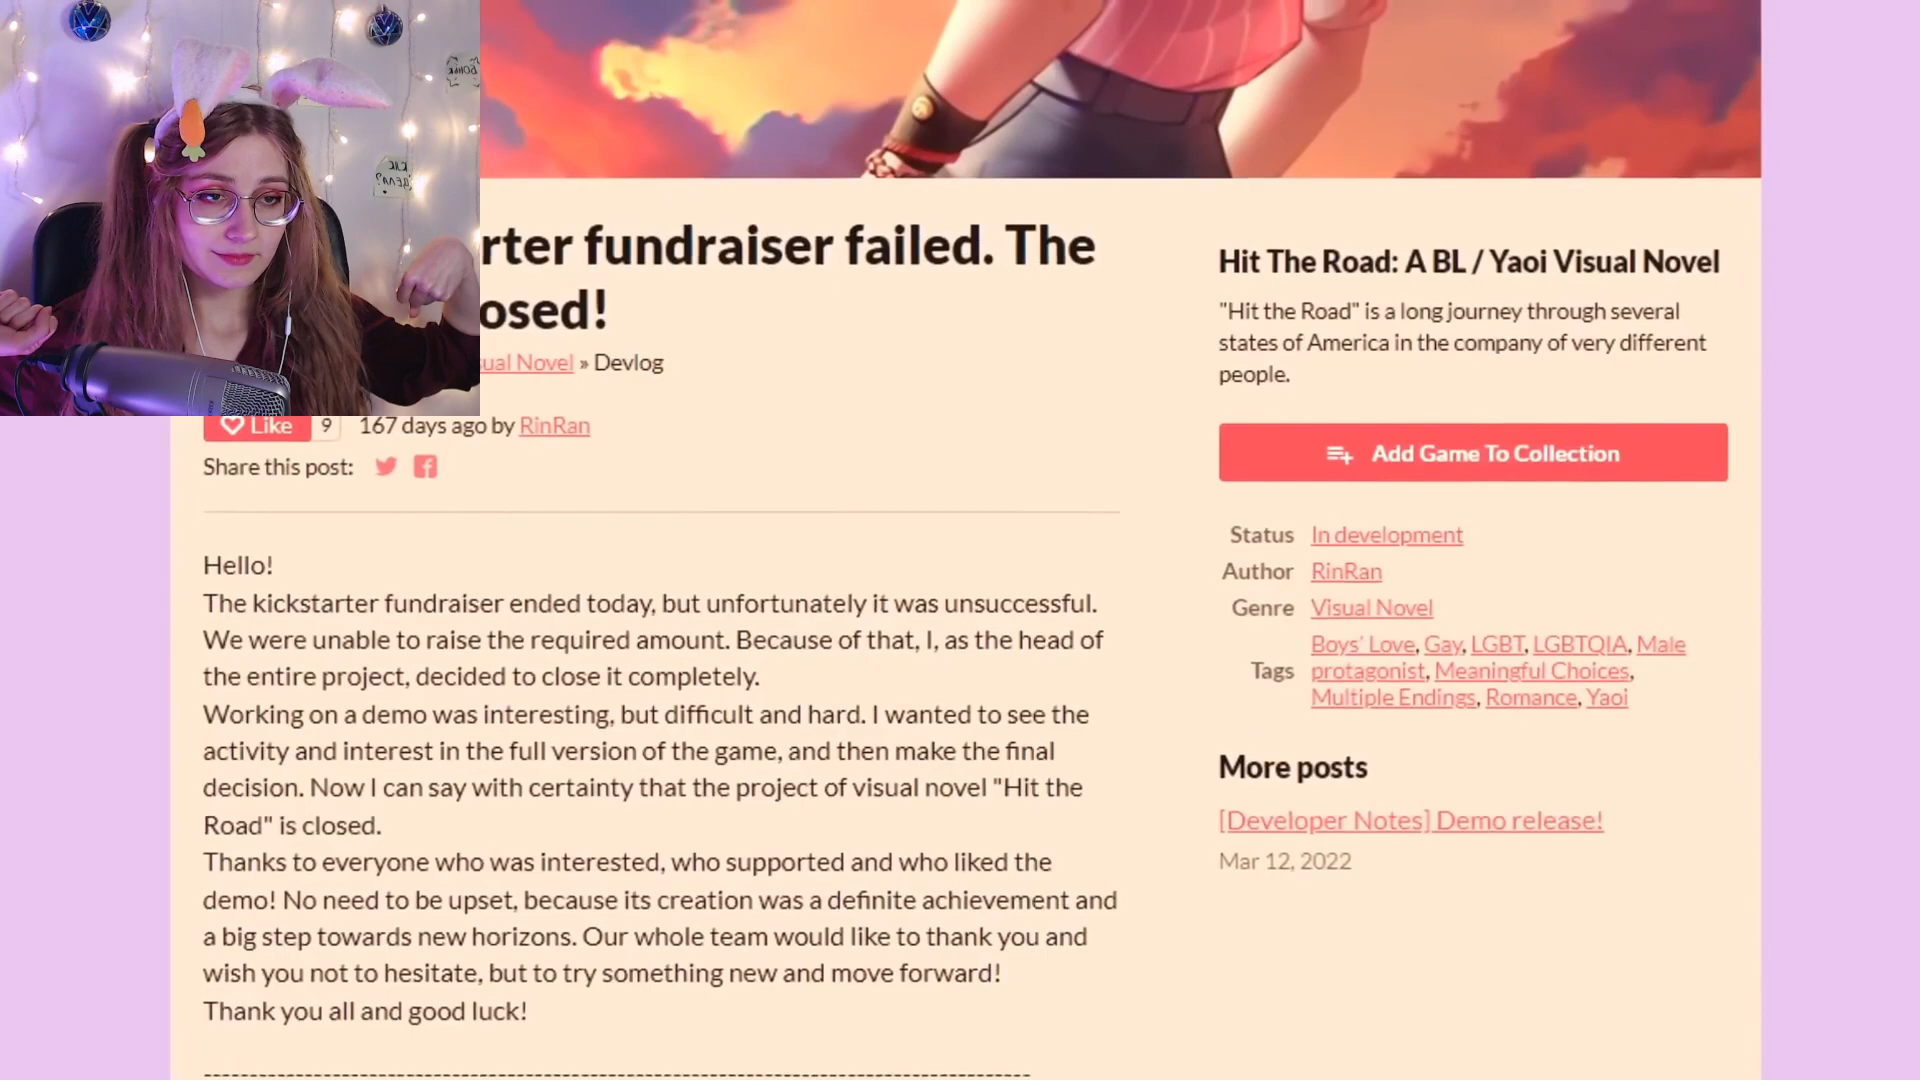 БОНЬК
КАК
ДЕЛА?
rter fundraiser failed. The
osed!
sual Novel » Devlog
Like 9 167 days ago by RinRan
Share this post:
Hello!
The kickstarter fundraiser ended today, but unfortunately it was unsuccessful.
We were unable to raise the required amount. Because of that, I, as the head of
the entire project, decided to close it completely.
Working on a demo was interesting, but difficult and hard. I wanted to see the
activity and interest in the full version of the game, and then make the final
decision. Now I can say with certainty that the project of visual novel "Hit the
Road" is closed.
Thanks to everyone who was interested, who supported and who liked the
demo! No need to be upset, because its creation was a definite achievement and
a big step towards new horizons. Our whole team would like to thank you and
wish you not to hesitate, but to try something new and move forward!
Thank you all and good luck!
Hit The Road: A BL / Yaoi Visual Novel
"Hit the Road" is a long journey through several
states of America in the company of very different
people.
Add Game To Collection
Status In development
Author RinRan
Genre Visual Novel
Tags Boys' Love, Gay, LGBT, LGBTQIA, Male
protagonist, Meaningful Choices,
Multiple Endings, Romance, Yaoi
More posts
[Developer Notes] Demo release!
Mar 12, 2022